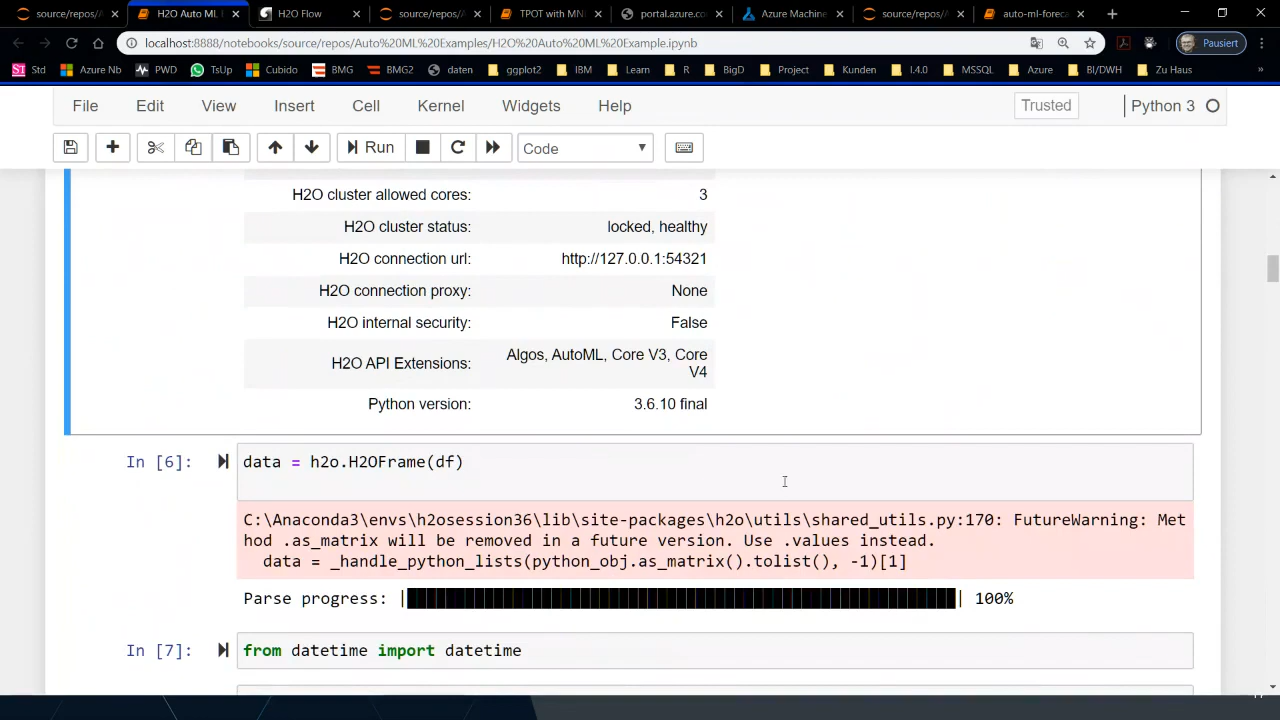 source/repos/A
H2O Auto ML
H2O Flow
source/repos/A
TPOT with MN
portal.azure.co
Azure Machine
source/repos/A
auto-ml-foreca
localhost:8888/notebooks/source/repos/Auto%20ML%20Examples/H2O%20Auto%20ML%20Example.ipynb
Pausiert
ST Std
Azure Nb
PWD
TsUp
Cubido
BMG
BMG2
daten
ggplot2
IBM
Learn
R
BigD
Project
Kunden
I.4.0
MSSQL
Azure
BI/DWH
Zu Haus
»
File Edit View Insert Cell Kernel Widgets Help
Trusted
Python 3
Run
Code
H2O cluster allowed cores: 3
H2O cluster status: locked, healthy
H2O connection url: http://127.0.0.1:54321
H2O connection proxy: None
H2O internal security: False
H2O API Extensions: Algos, AutoML, Core V3, Core
V4
Python version: 3.6.10 final
In [6]: data = h2o.H2OFrame(df)
C:\Anaconda3\envs\h2osession36\lib\site-packages\h2o\utils\shared_utils.py:170: FutureWarning: Met
hod .as_matrix will be removed in a future version. Use .values instead.
data = _handle_python_lists(python_obj.as_matrix().tolist(), -1)[1]
Parse progress: | | 100%
In [7]: from datetime import datetime